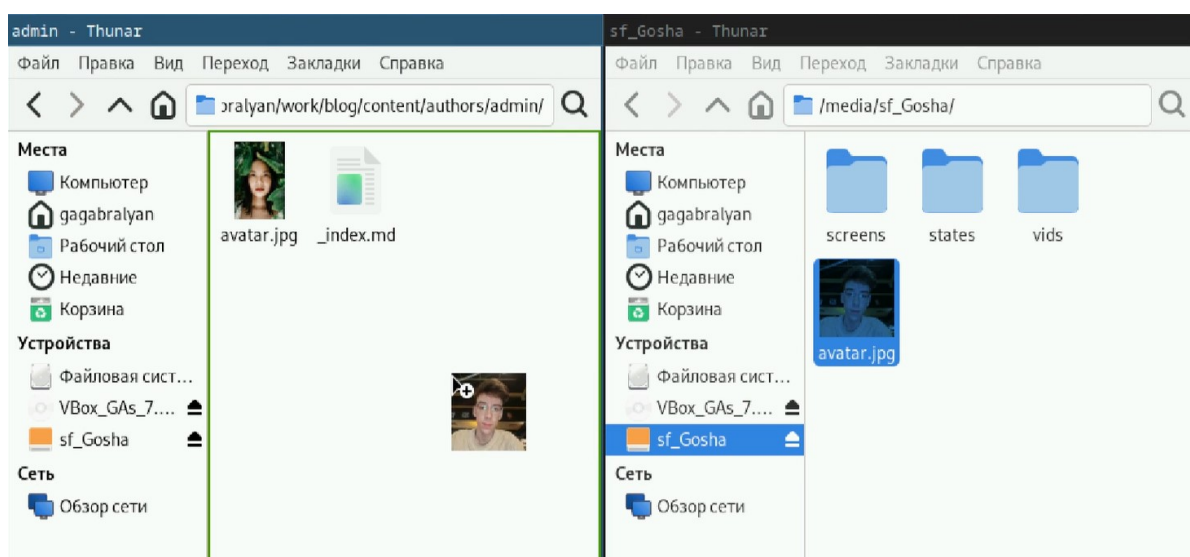 admin - Thunar
Файл Правка Вид Переход Закладки Справка
oralyan/work/blog/content/authors/admin/
Места
Компьютер
gagabralyan
Рабочий стол
Недавние
Корзина
Устройства
Файловая сист...
VBox_GAs_7....
sf_Gosha
Сеть
Обзор сети
avatar.jpg
_index.md
sf_Gosha - Thunar
Файл Правка Вид Переход Закладки Справка
/media/sf_Gosha/
Места
Компьютер
gagabralyan
Рабочий стол
Недавние
Корзина
Устройства
Файловая сист...
VBox_GAs_7....
sf_Gosha
Сеть
Обзор сети
screens
states
vids
avatar.jpg